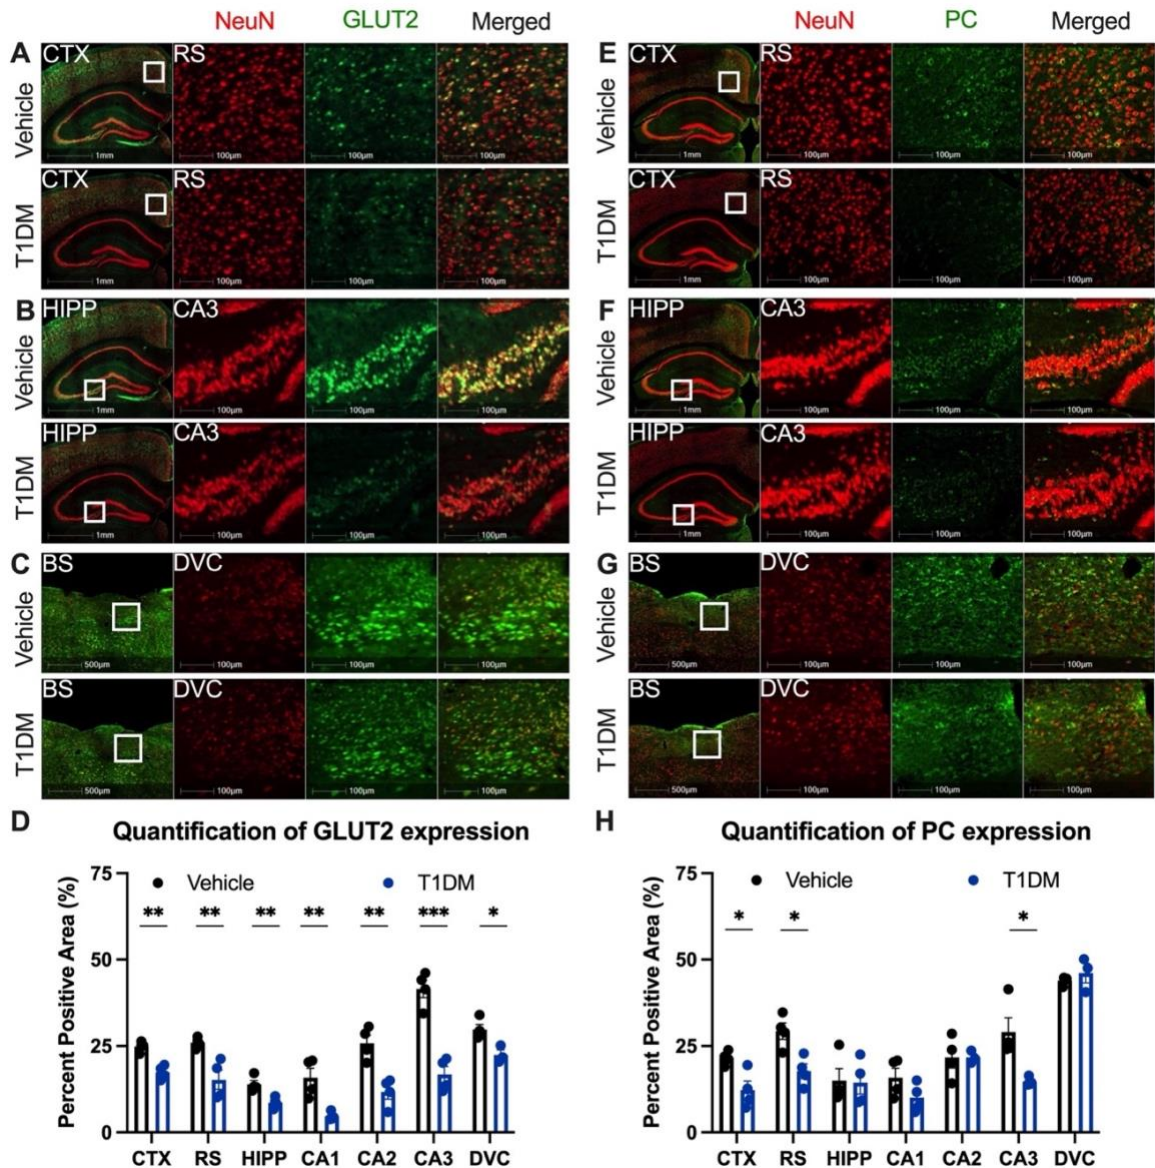 NeuN GLUT2 Merged NeuN PC Merged
A CTX RS E CTX RS
Vehicle Vehicle
1mm 100µm 100µm 100µm 1mm 100µm 100µm 100µm
CTX RS CTX RS
T1DM T1DM
1mm 100µm 100µm 100µm 1mm 100µm 100µm 100µm
B HIPP CA3 F HIPP CA3
Vehicle Vehicle
1mm 100µm 100µm 100µm 1mm 100µm 100µm 100µm
HIPP CA3 HIPP CA3
T1DM T1DM
1mm 100µm 100µm 100µm 1mm 100µm 100µm 100µm
C BS DVC G BS DVC
Vehicle Vehicle
500µm 100µm 100µm 100µm 500µm 100µm 100µm 100µm
BS DVC BS DVC
T1DM T1DM
500µm 100µm 100µm 100µm 500µm 100µm 100µm 100µm
D Quantification of GLUT2 expression
Percent Positive Area (%)
75
50
25
0
Vehicle T1DM
** ** ** ** ** *** *
CTX RS HIPP CA1 CA2 CA3 DVC
H Quantification of PC expression
Percent Positive Area (%)
75
50
25
0
Vehicle T1DM
* * *
CTX RS HIPP CA1 CA2 CA3 DVC